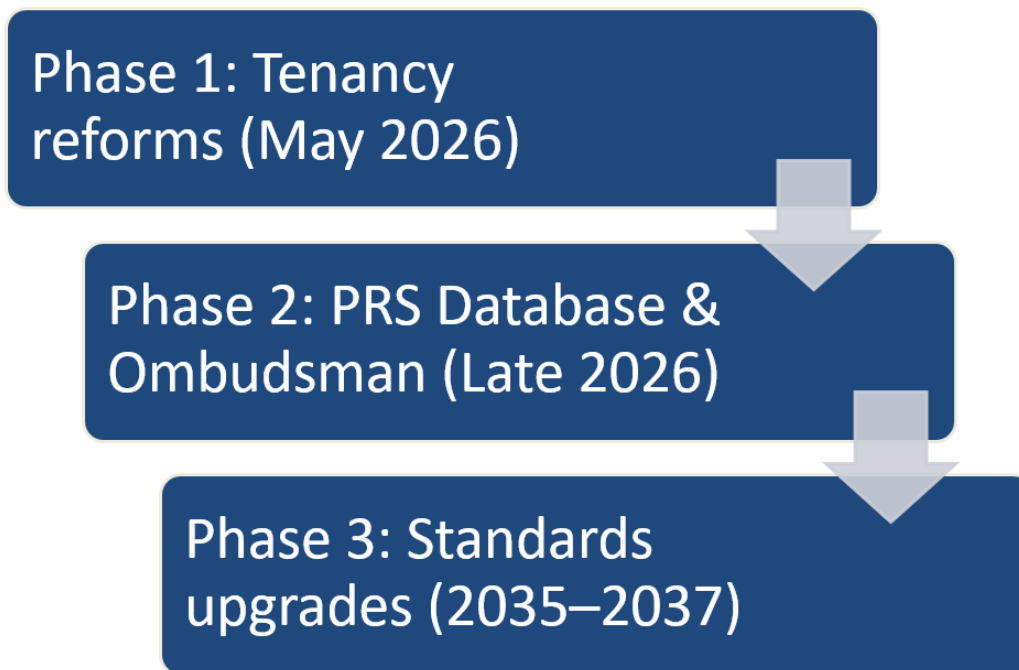 Phase 1: Tenancy
reforms (May 2026)
Phase 2: PRS Database &
Ombudsman (Late 2026)
Phase 3: Standards
upgrades (2035–2037)